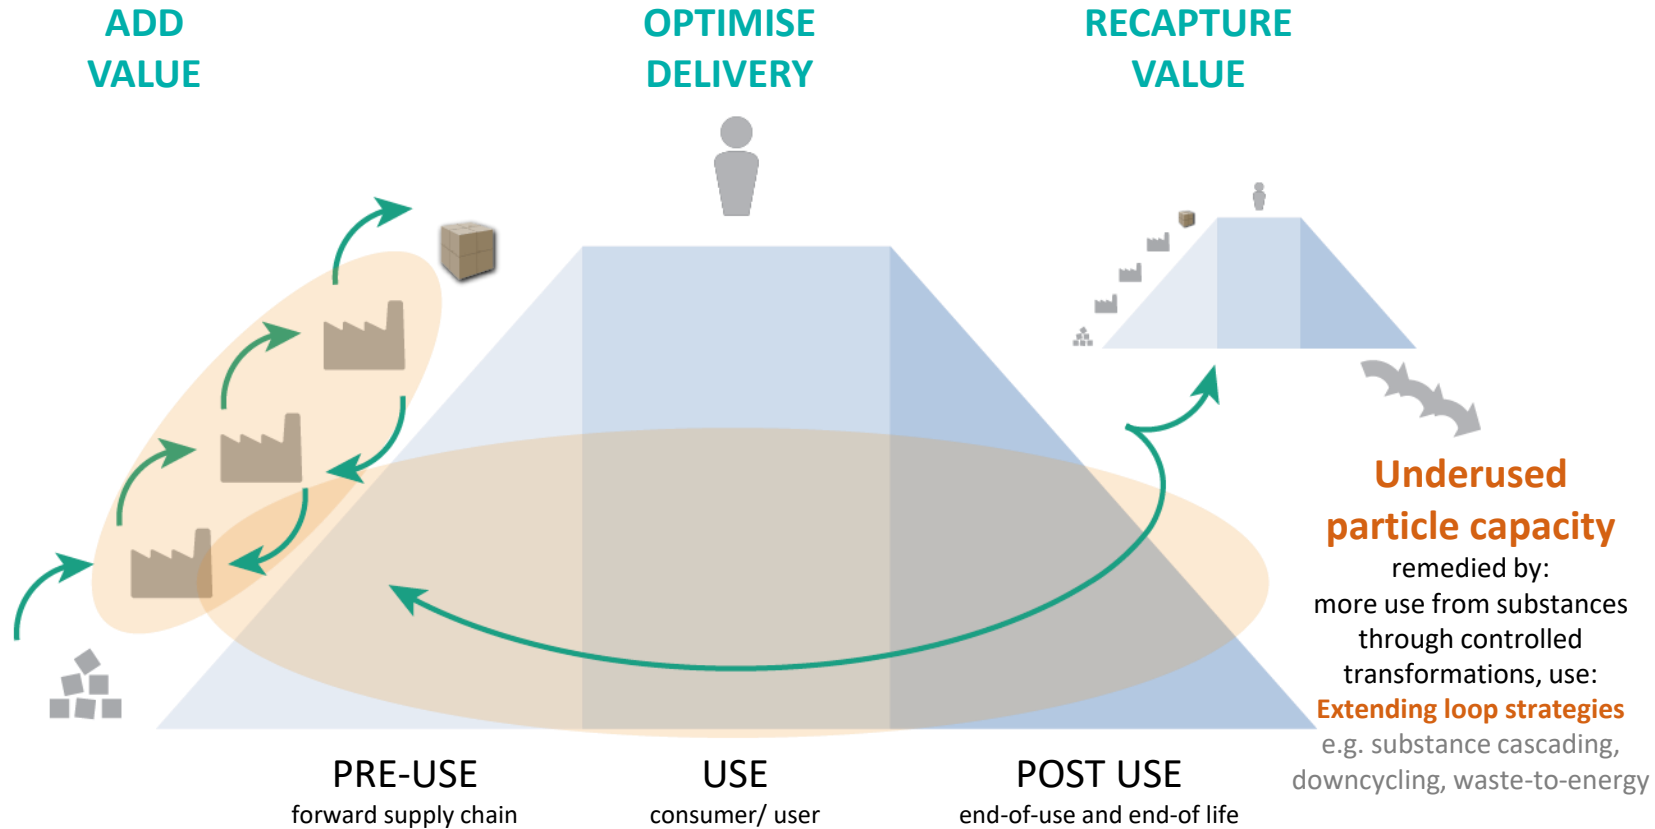 ADD
VALUE
OPTIMISE
DELIVERY
RECAPTURE
VALUE
Underused
particle capacity
remedied by:
more use from substances
through controlled
transformations, use:
Extending loop strategies
e.g. substance cascading,
downcycling, waste-to-energy
PRE-USE
forward supply chain
USE
consumer/ user
POST USE
end-of-use and end-of life